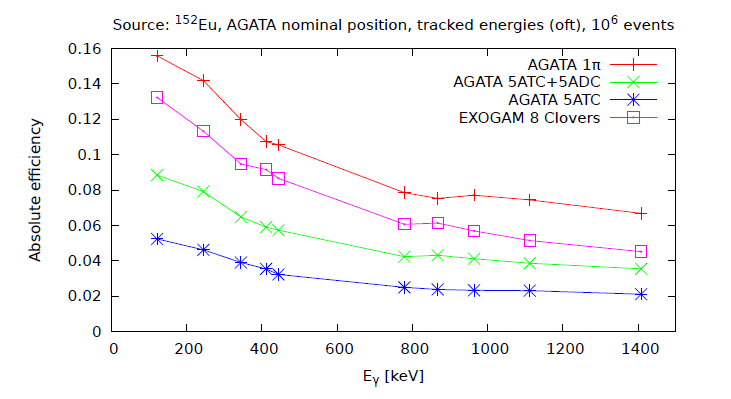 Source: ¹⁵²Eu, AGATA nominal position, tracked energies (oft), 10⁶ events
AGATA 1π
AGATA 5ATC+5ADC
AGATA 5ATC
EXOGAM 8 Clovers
Absolute efficiency
0.16
0.14
0.12
0.1
0.08
0.06
0.04
0.02
0
0 200 400 600 800 1000 1200 1400
Eγ [keV]